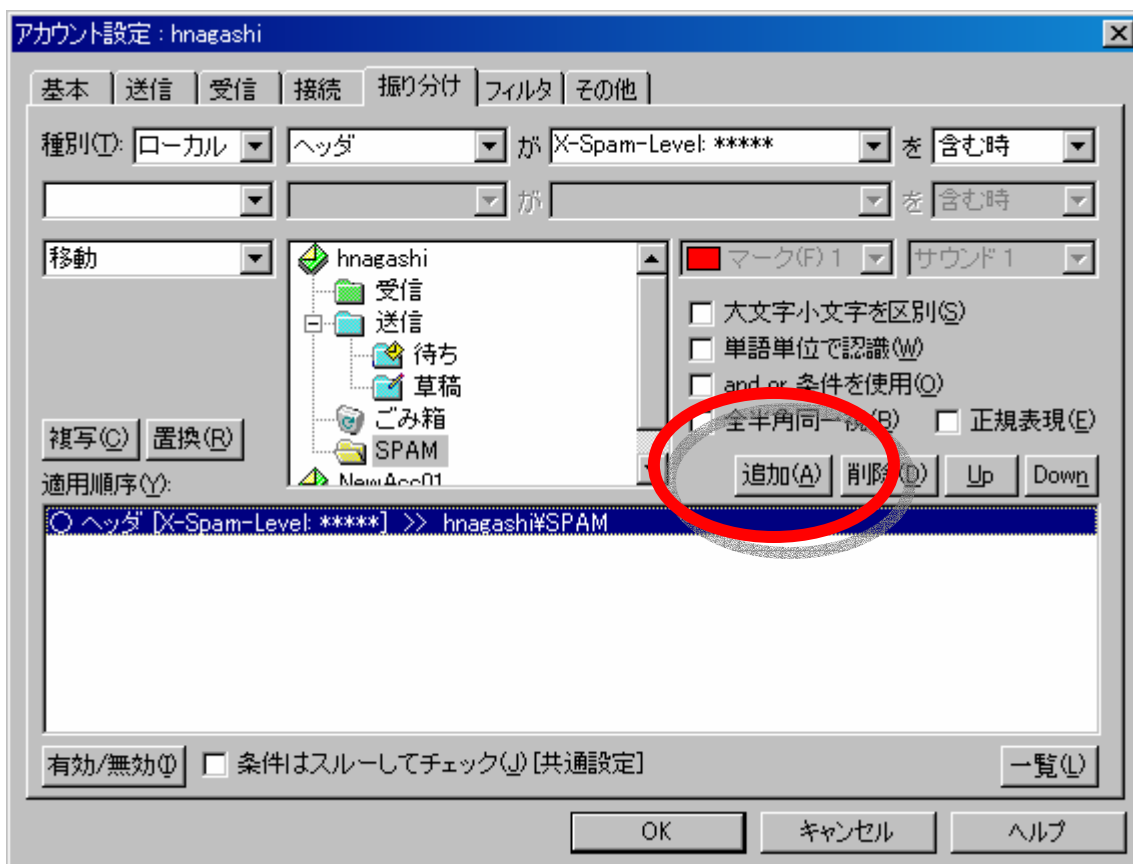 アカウント設定 : hnagashi
基本 送信 受信 接続 振り分け フィルタ その他
種別(T): ローカル ヘッダ が X-Spam-Level: ***** を 含む時
が を 含む時
移動
hnagashi
受信
送信
待ち
草稿
ごみ箱
SPAM
NewAcc01
マーク(F) 1 サウンド 1
大文字小文字を区別(S)
単語単位で認識(W)
and or 条件を使用(O)
全半角同一視(B) 正規表現(E)
複写(C) 置換(R)
追加(A) 削除(D) Up Down
適用順序(Y):
○ ヘッダ [X-Spam-Level: *****] >> hnagashi¥SPAM
有効/無効(I) 条件はスルーしてチェック(J) [共通設定] 一覧(L)
OK キャンセル ヘルプ